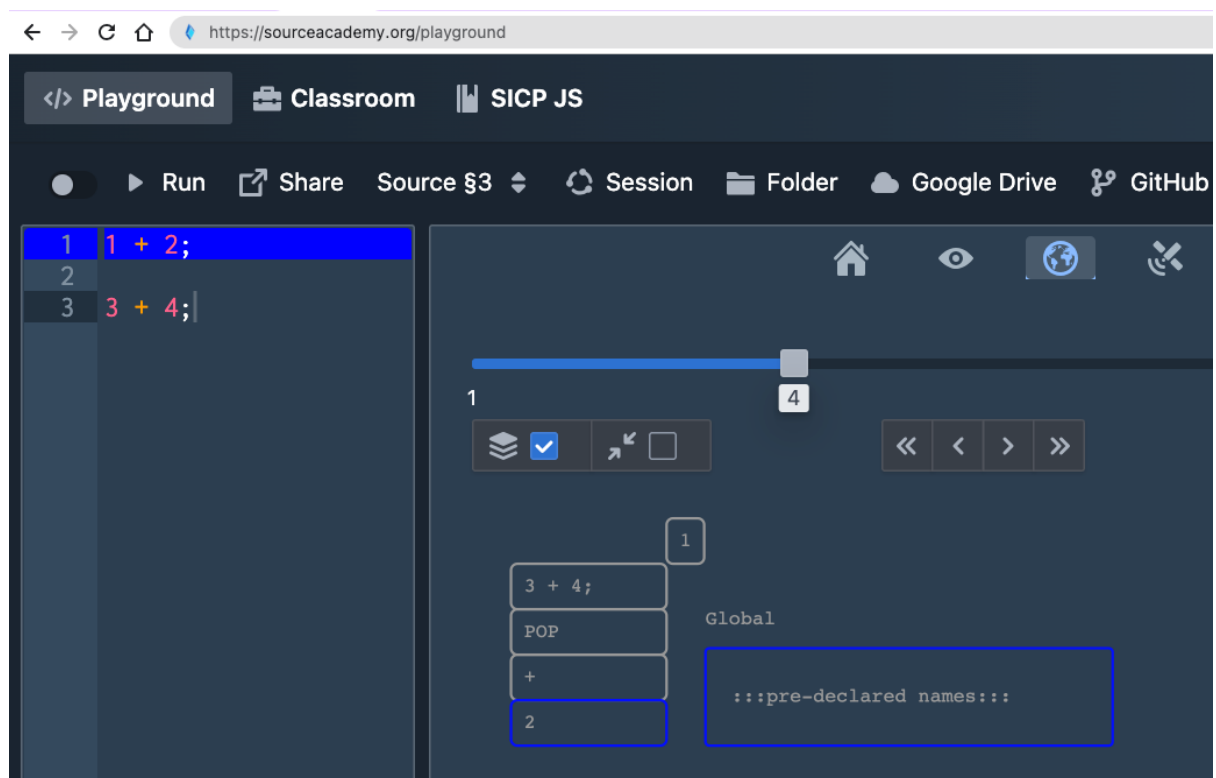 https://sourceacademy.org/playground
</> Playground Classroom SICP JS
Run Share Source §3 Session Folder Google Drive GitHub
1 1 + 2;
2
3 3 + 4;
1
4
1
3 + 4;
POP
Global
+
:::pre-declared names:::
2